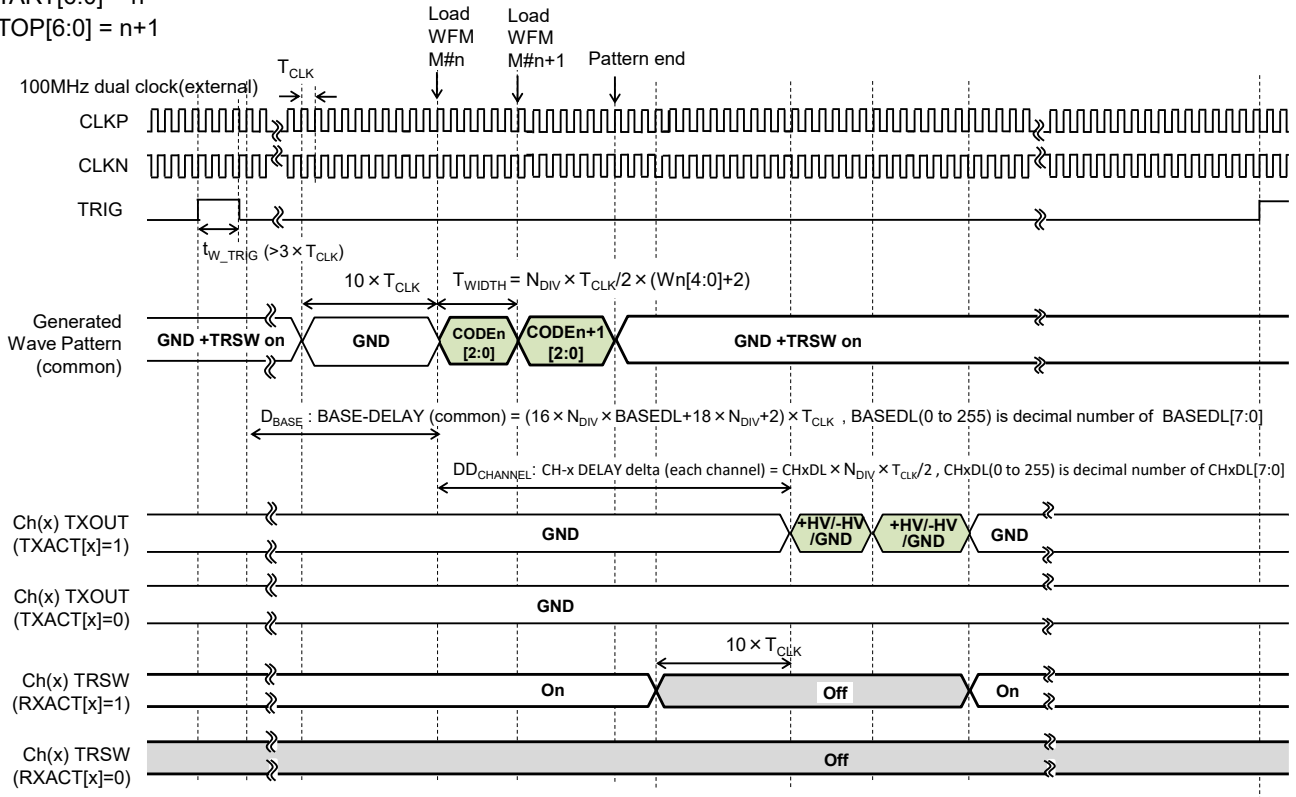 TOP[6:0] = n+1
Load
WFM
M#n
Load
WFM
M#n+1
Pattern end
T_CLK
100MHz dual clock(external)
CLKP
CLKN
TRIG
t_W_TRIG (>3 × T_CLK)
10 × T_CLK
T_WIDTH = N_DIV × T_CLK/2 × (Wn[4:0]+2)
Generated
Wave Pattern
(common)
GND +TRSW on
GND
CODEn
[2:0]
CODEn+1
[2:0]
GND +TRSW on
D_BASE : BASE-DELAY (common) = (16 × N_DIV × BASEDL+18 × N_DIV+2) × T_CLK , BASEDL(0 to 255) is decimal number of BASEDL[7:0]
DD_CHANNEL: CH-x DELAY delta (each channel) = CHxDL × N_DIV × T_CLK/2 , CHxDL(0 to 255) is decimal number of CHxDL[7:0]
Ch(x) TXOUT
(TXACT[x]=1)
GND
+HV/-HV
/GND
+HV/-HV
/GND
GND
Ch(x) TXOUT
(TXACT[x]=0)
GND
10 × T_CLK
Ch(x) TRSW
(RXACT[x]=1)
On
Off
On
Ch(x) TRSW
(RXACT[x]=0)
Off